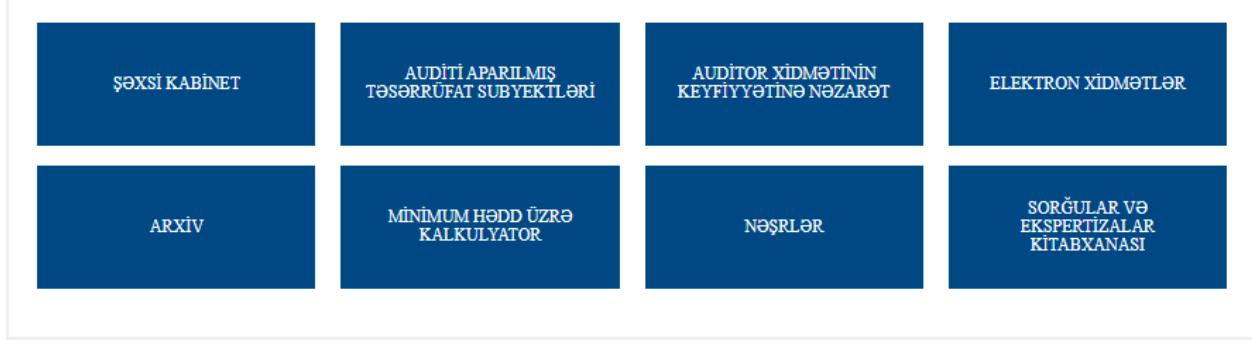 ŞƏXSİ KABİNET
AUDİTİ APARILMIŞ
TƏSƏRRÜFAT SUBYEKTLƏRİ
AUDİTOR XİDMƏTİNİN
KEYFİYYƏTİNƏ NƏZARƏT
ELEKTRON XİDMƏTLƏR
ARXİV
MİNİMUM HƏDD ÜZRƏ
KALKULYATOR
NƏŞRLƏR
SORĞULAR VƏ
EKSPERTİZALAR
KİTABXANASI